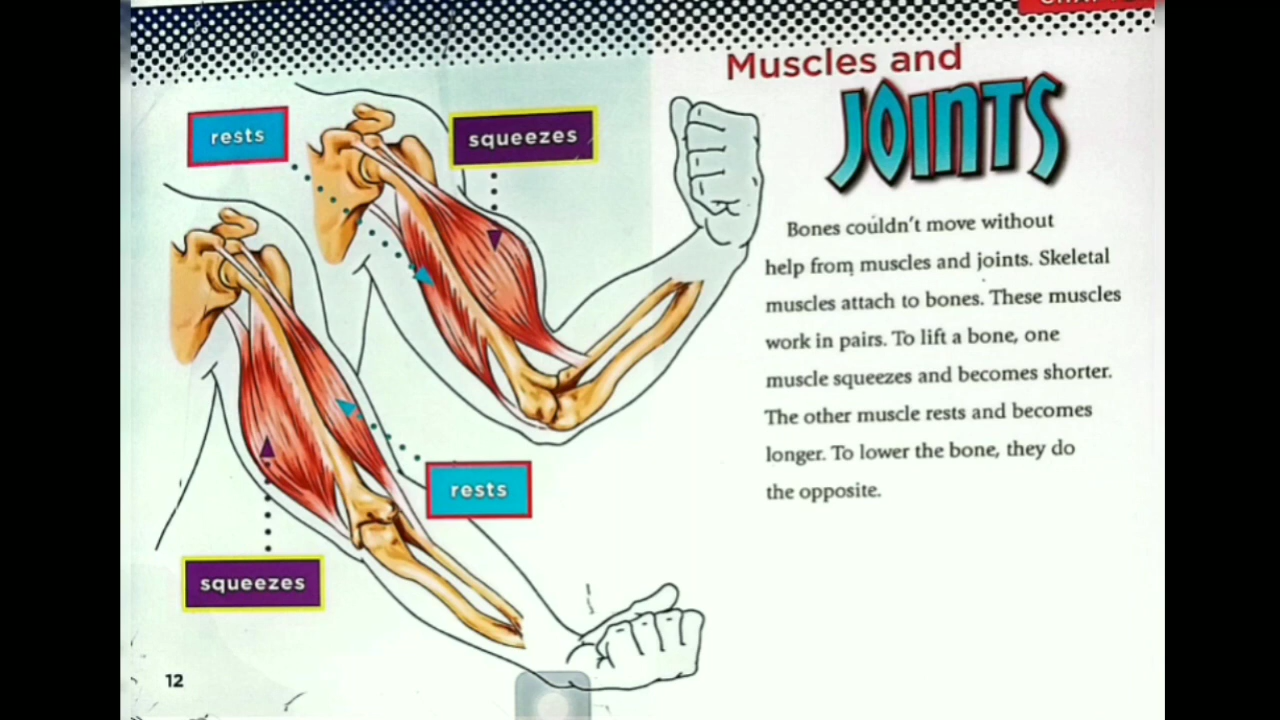 Muscles and
JOINTS
rests
squeezes
Bones couldn't move without
help from muscles and joints. Skeletal
muscles attach to bones. These muscles
work in pairs. To lift a bone, one
muscle squeezes and becomes shorter.
The other muscle rests and becomes
longer. To lower the bone, they do
the opposite.
rests
squeezes
12